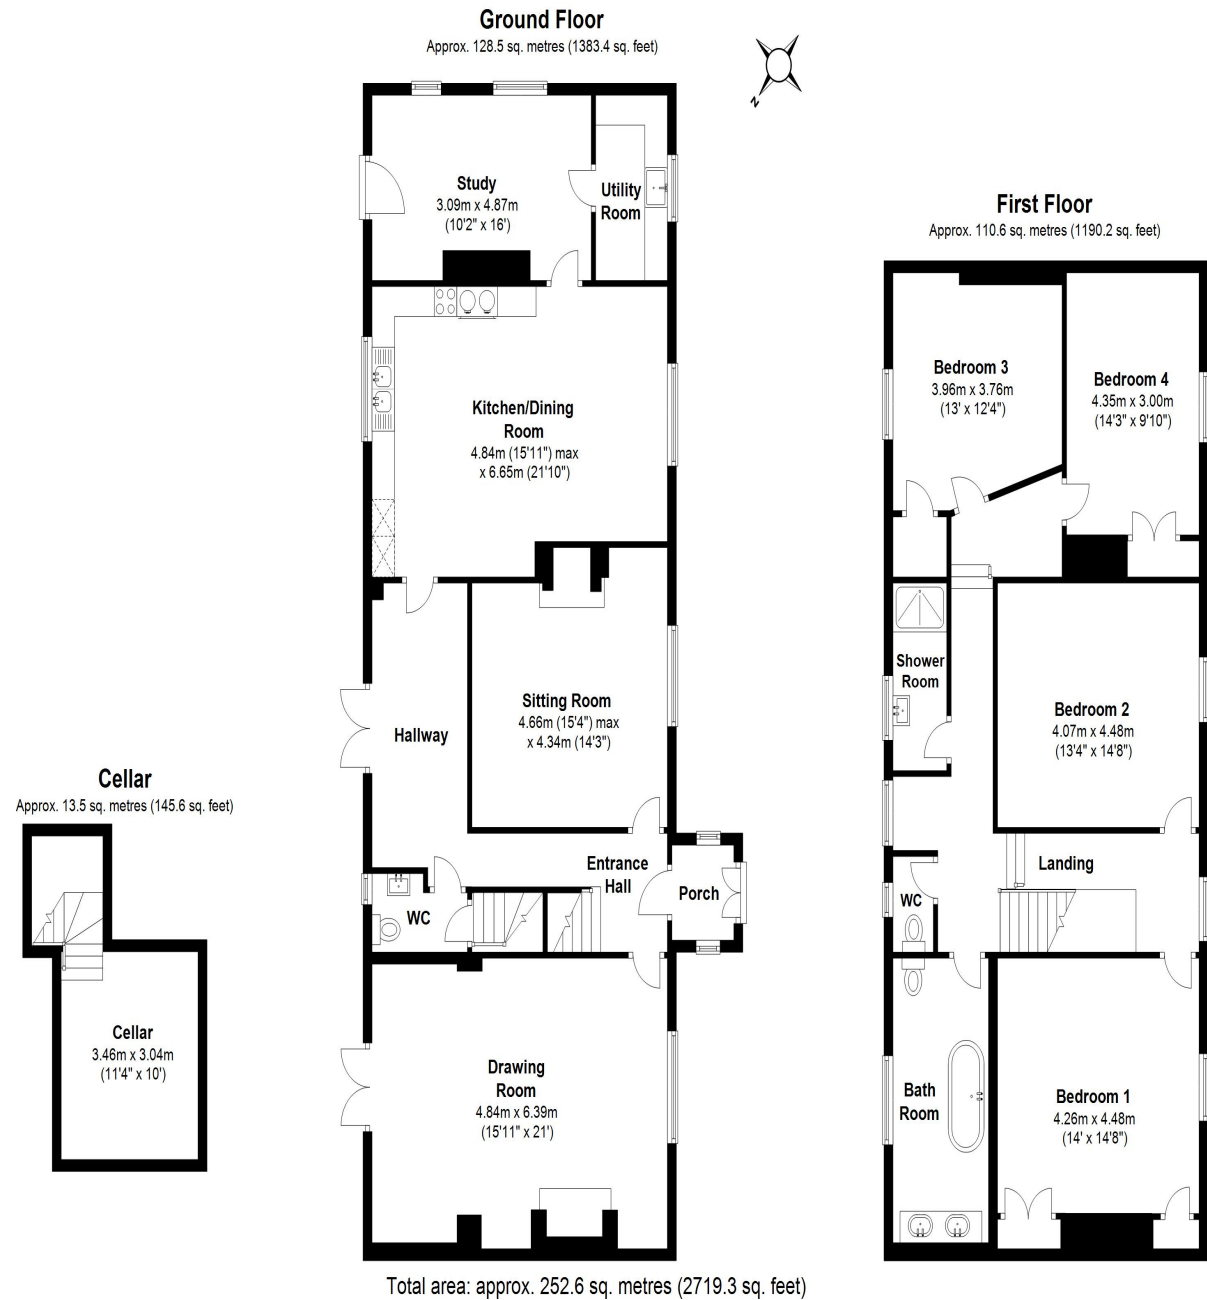 Ground Floor
Approx. 128.5 sq. metres (1383.4 sq. feet)
N
Study
3.09m x 4.87m
(10'2" x 16')
Utility
Room
Kitchen/Dining
Room
4.84m (15'11") max
x 6.65m (21'10")
Sitting Room
4.66m (15'4") max
x 4.34m (14'3")
Hallway
Entrance
Hall
Porch
WC
Drawing
Room
4.84m x 6.39m
(15'11" x 21')
First Floor
Approx. 110.6 sq. metres (1190.2 sq. feet)
Bedroom 3
3.96m x 3.76m
(13' x 12'4")
Bedroom 4
4.35m x 3.00m
(14'3" x 9'10")
Shower
Room
Bedroom 2
4.07m x 4.48m
(13'4" x 14'8")
Landing
WC
Bath
Room
Bedroom 1
4.26m x 4.48m
(14' x 14'8")
Cellar
Approx. 13.5 sq. metres (145.6 sq. feet)
Cellar
3.46m x 3.04m
(11'4" x 10')
Total area: approx. 252.6 sq. metres (2719.3 sq. feet)